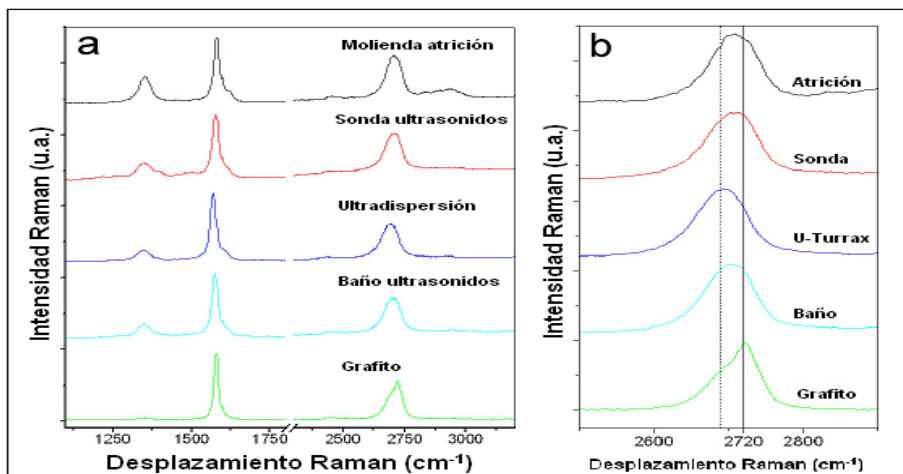 a
Molienda atrición
Sonda ultrasonidos
Ultradispersión
Baño ultrasonidos
Grafito
Intensidad Raman (u.a.)
1250 1500 1750 2500 2750 3000
Desplazamiento Raman (cm-1)
b
Atrición
Sonda
U-Turrax
Baño
Grafito
Intensidad Raman (u.a.)
2600 2720 2800
Desplazamiento Raman (cm-1)